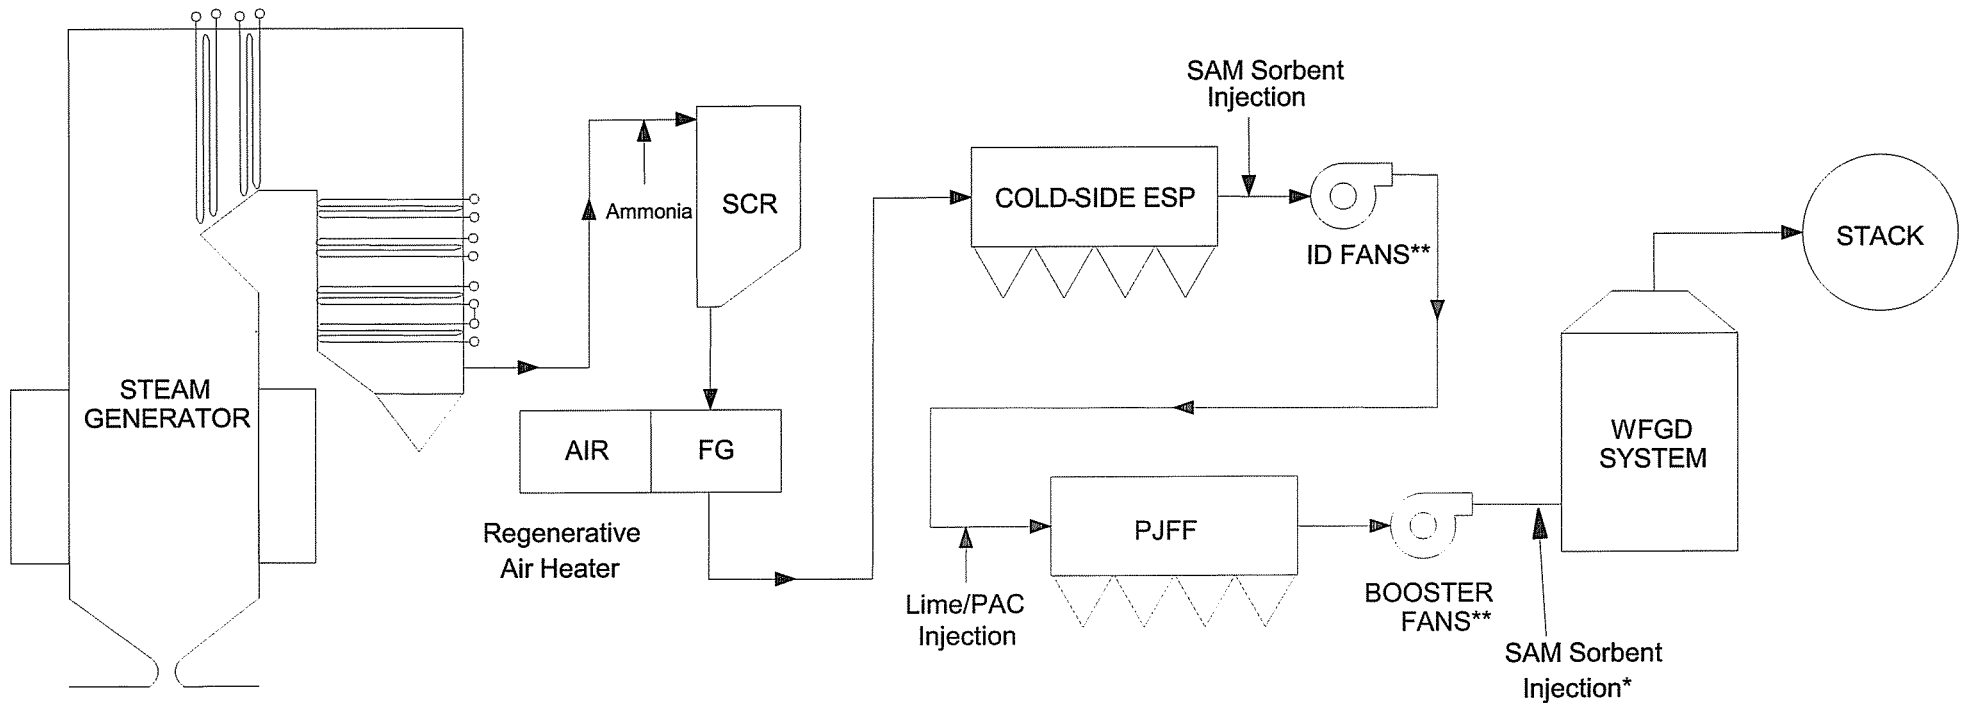 STEAM
GENERATOR
Ammonia
SCR
AIR
FG
Regenerative
Air Heater
COLD-SIDE ESP
SAM Sorbent
Injection
ID FANS**
Lime/PAC
Injection
PJFF
BOOSTER
FANS**
SAM Sorbent
Injection*
WFGD
SYSTEM
STACK